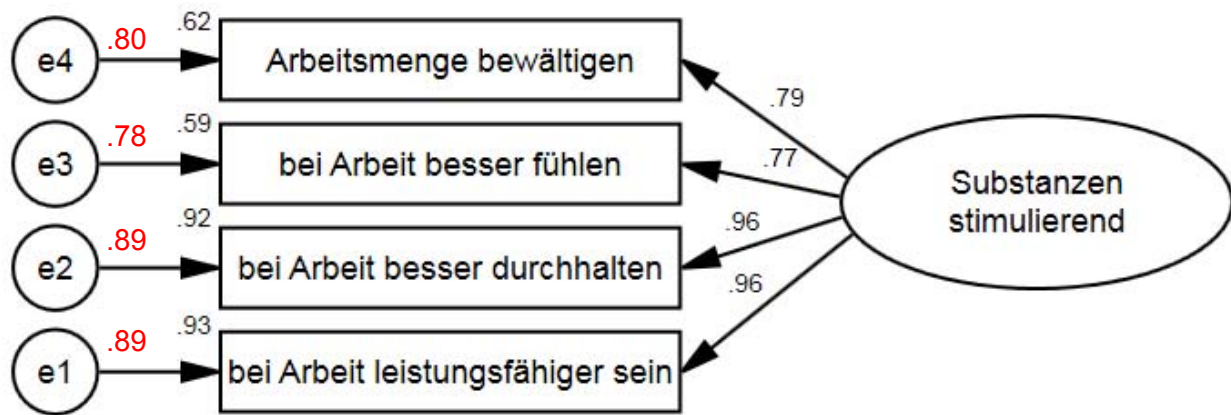 .62
.80
e4
Arbeitsmenge bewältigen
.79
.59
.78
e3
bei Arbeit besser fühlen
.77
Substanzen
stimulierend
.92
.89
e2
bei Arbeit besser durchhalten
.96
.93
.89
e1
bei Arbeit leistungsfähiger sein
.96